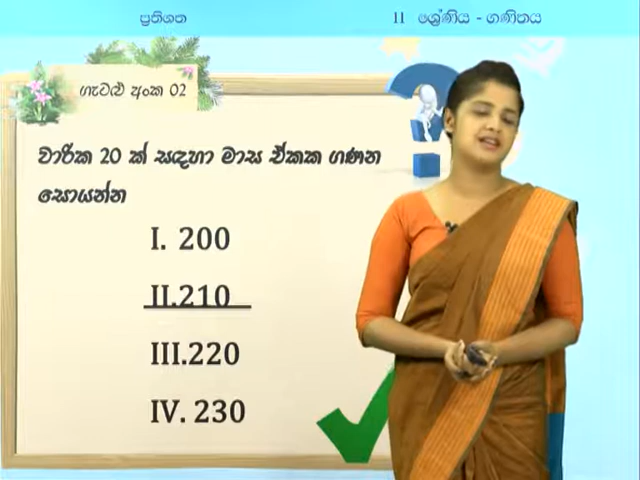 ප්‍රතිශත
11 ශ්‍රේණිය - ගණිතය
ගැටළු අංක 02
වාරික 20 ක් සඳහා මාස ඒකක ගණන
සොයන්න
I. 200
II.210
III.220
IV. 230